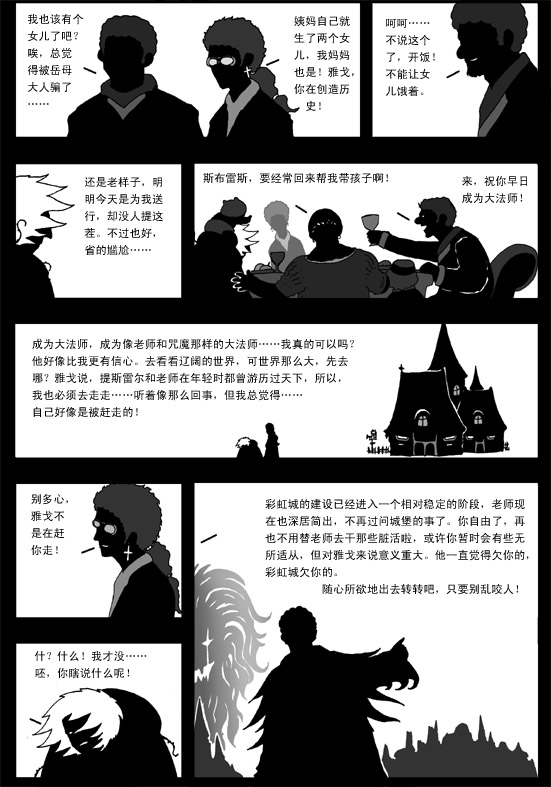 我也该有个
女儿了吧？
唉，总觉
得被岳母
大人骗了
……
姨妈自己就
生了两个女
儿，我妈妈
也是！雅戈，
你在创造历
史！
呵呵……
不说这个
了，开饭！
不能让女
儿饿着。
还是老样子，明
明今天是为我送
行，却没人提这
茬。不过也好，
省的尴尬……
斯布雷斯，要经常回来帮我带孩子啊！
来，祝你早日
成为大法师！
成为大法师，成为像老师和咒魔那样的大法师……我真的可以吗？
他好像比我更有信心。去看看辽阔的世界，可世界那么大，先去
哪？雅戈说，提斯雷尔和老师在年轻时都曾游历过天下，所以，
我也必须去走走……听着像那么回事，但我总觉得……
自己好像是被赶走的！
别多心，
雅戈不
是在赶
你走！
彩虹城的建设已经进入一个相对稳定的阶段，老师现
在也深居简出，不再过问城堡的事了。你自由了，再
也不用替老师去干那些脏活啦，或许你暂时会有些无
所适从，但对雅戈来说意义重大。他一直觉得欠你的，
彩虹城欠你的。
随心所欲地出去转转吧，只要别乱咬人！
什？什么！我才没……
呸，你瞎说什么呢！